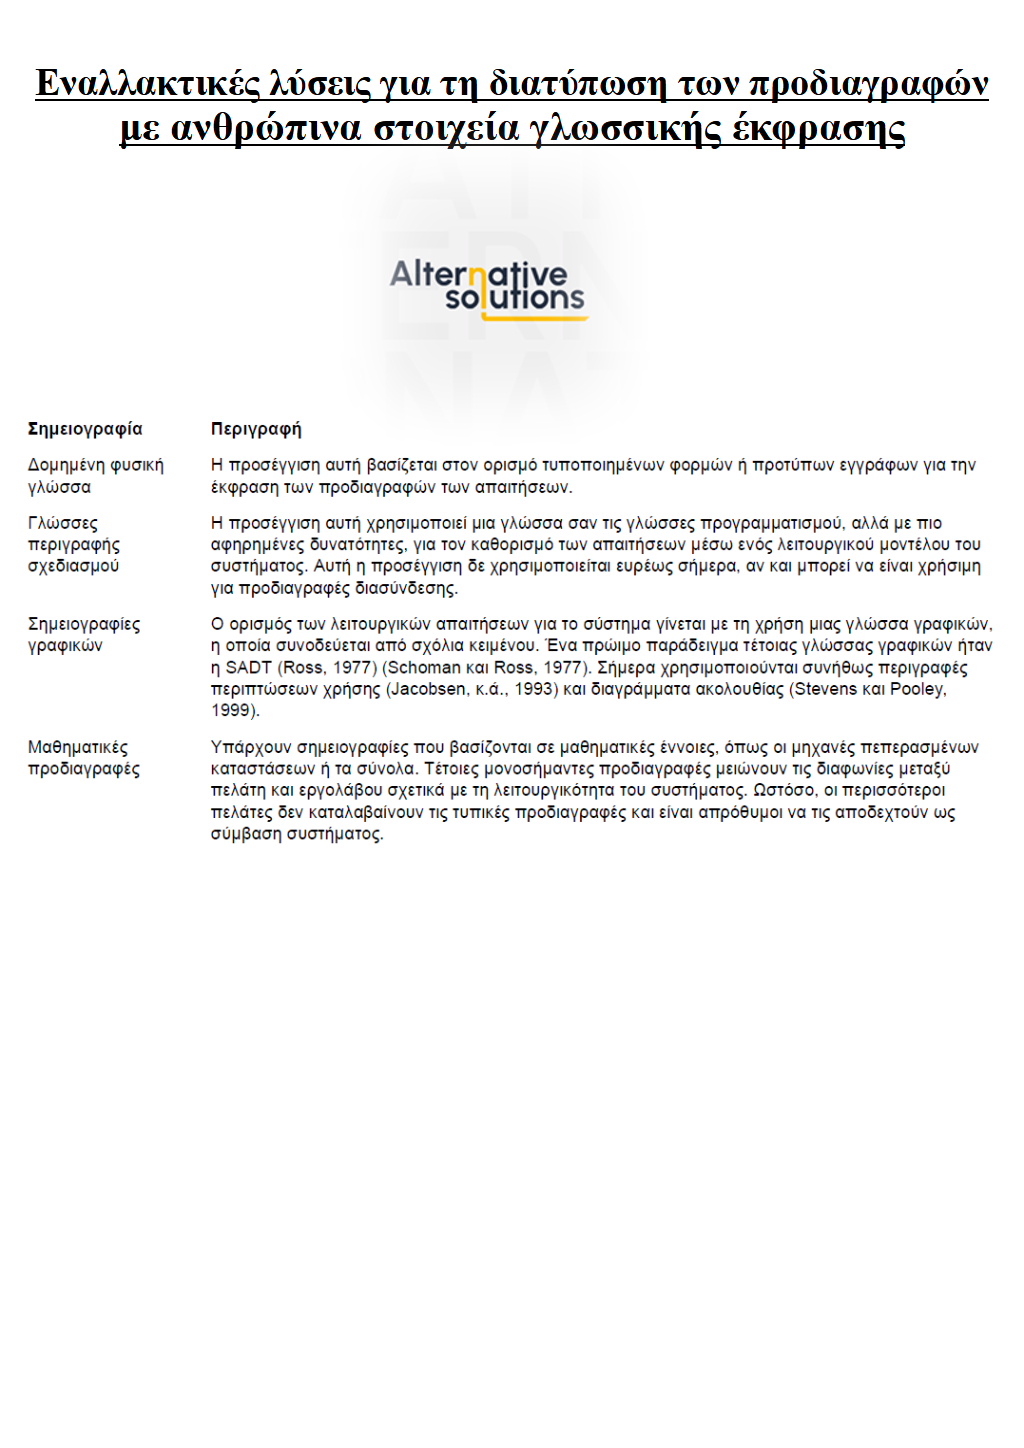 Εναλλακτικές λύσεις για τη διατύπωση των προδιαγραφών
με ανθρώπινα στοιχεία γλωσσικής έκφρασης
Alternative
solutions
Σημειογραφία Περιγραφή
Δομημένη φυσική Η προσέγγιση αυτή βασίζεται στον ορισμό τυποποιημένων φορμών ή προτύπων εγγράφων για την
γλώσσα έκφραση των προδιαγραφών των απαιτήσεων.
Γλώσσες Η προσέγγιση αυτή χρησιμοποιεί μια γλώσσα σαν τις γλώσσες προγραμματισμού, αλλά με πιο
περιγραφής αφηρημένες δυνατότητες, για τον καθορισμό των απαιτήσεων μέσω ενός λειτουργικού μοντέλου του
σχεδιασμού συστήματος. Αυτή η προσέγγιση δε χρησιμοποιείται ευρέως σήμερα, αν και μπορεί να είναι χρήσιμη
για προδιαγραφές διασύνδεσης.
Σημειογραφίες Ο ορισμός των λειτουργικών απαιτήσεων για το σύστημα γίνεται με τη χρήση μιας γλώσσα γραφικών,
γραφικών η οποία συνοδεύεται από σχόλια κειμένου. Ένα πρώιμο παράδειγμα τέτοιας γλώσσας γραφικών ήταν
η SADT (Ross, 1977) (Schoman και Ross, 1977). Σήμερα χρησιμοποιούνται συνήθως περιγραφές
περιπτώσεων χρήσης (Jacobsen, κ.ά., 1993) και διαγράμματα ακολουθίας (Stevens και Pooley,
1999).
Μαθηματικές Υπάρχουν σημειογραφίες που βασίζονται σε μαθηματικές έννοιες, όπως οι μηχανές πεπερασμένων
προδιαγραφές καταστάσεων ή τα σύνολα. Τέτοιες μονοσήμαντες προδιαγραφές μειώνουν τις διαφωνίες μεταξύ
πελάτη και εργολάβου σχετικά με τη λειτουργικότητα του συστήματος. Ωστόσο, οι περισσότεροι
πελάτες δεν καταλαβαίνουν τις τυπικές προδιαγραφές και είναι απρόθυμοι να τις αποδεχτούν ως
σύμβαση συστήματος.